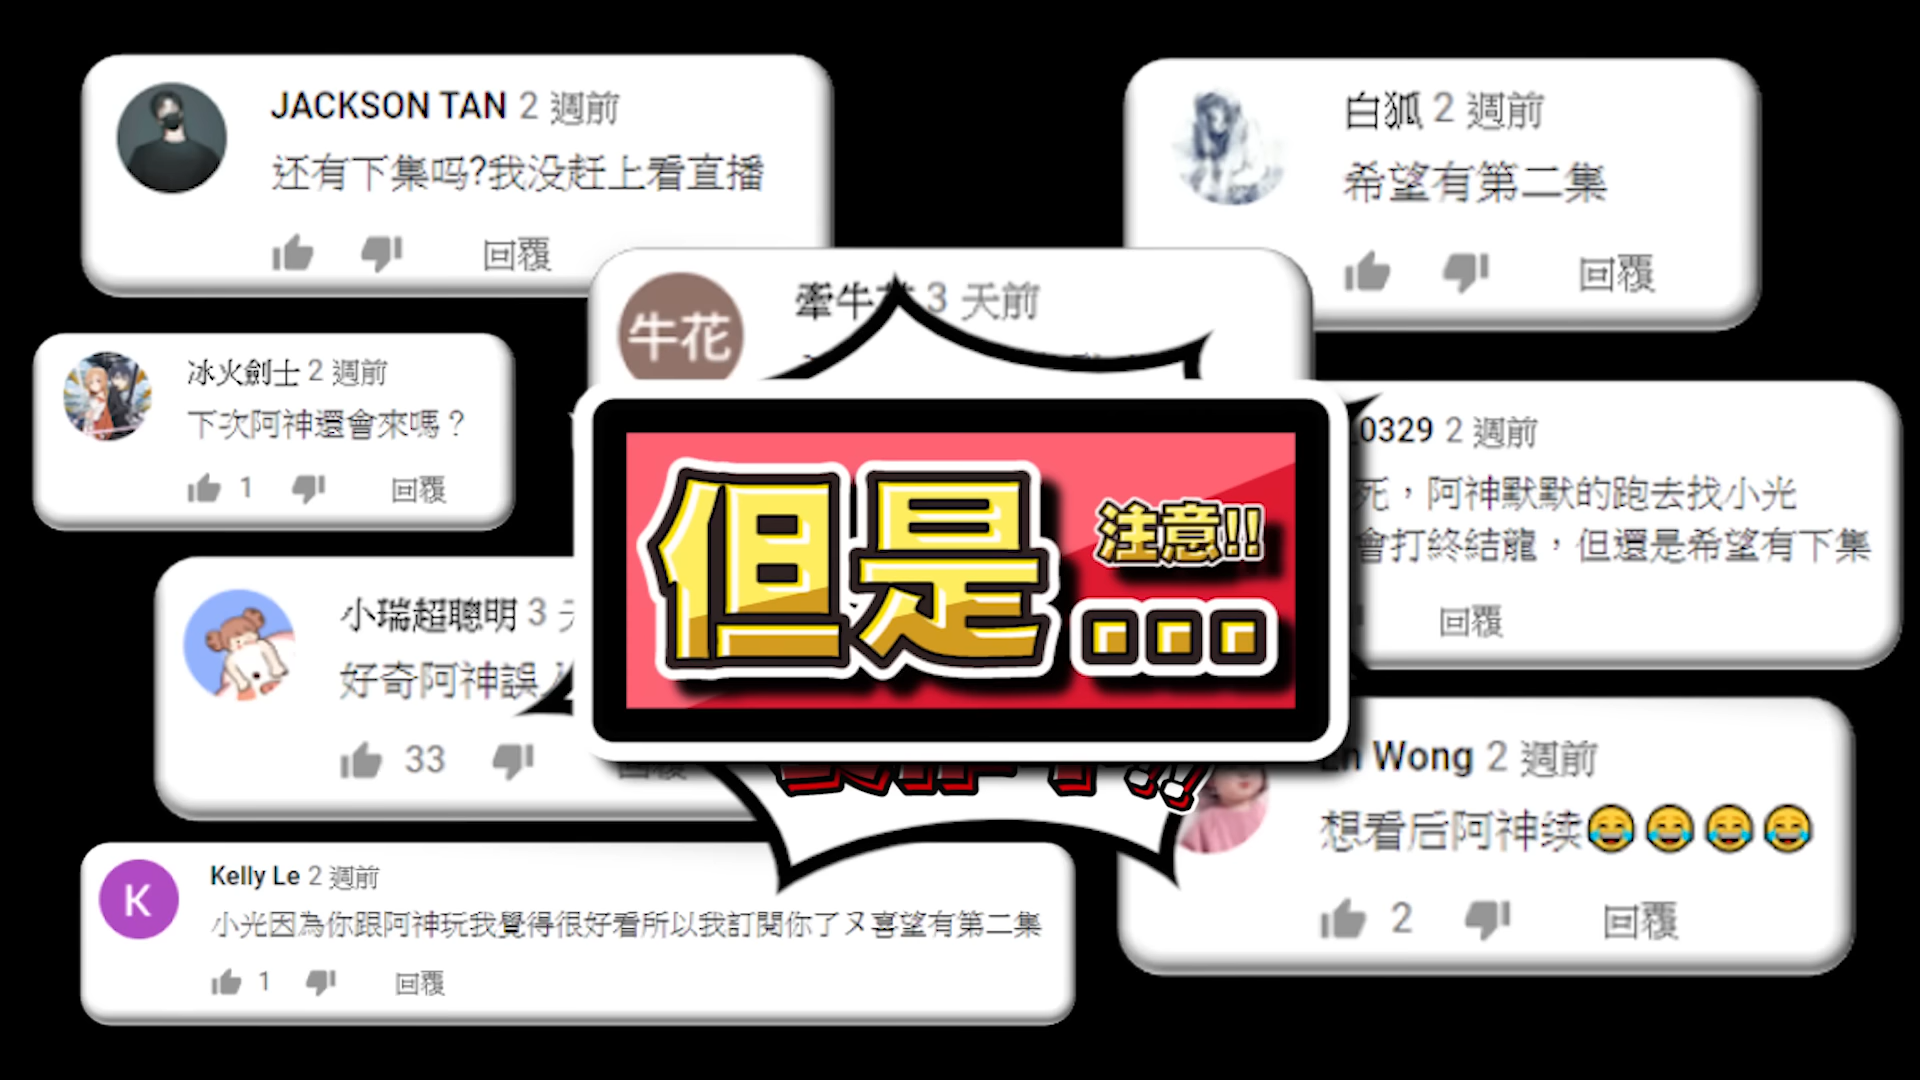 JACKSON TAN 2 週前
还有下集吗?我没赶上看直播
回覆
白狐 2 週前
希望有第二集
回覆
牛花
牽牛 3 天前
冰火劍士 2 週前
下次阿神還會來嗎？
1 回覆
0329 2 週前
死，阿神默默的跑去找小光
會打終結龍，但還是希望有下集
回覆
但是...
注意!!
小瑞超聰明 3
好奇阿神誤
33
Wong 2 週前
想看后阿神续😂😂😂😂
2 回覆
K
Kelly Le 2 週前
小光因為你跟阿神玩我覺得很好看所以我訂閱你了ヌ喜望有第二集
1 回覆